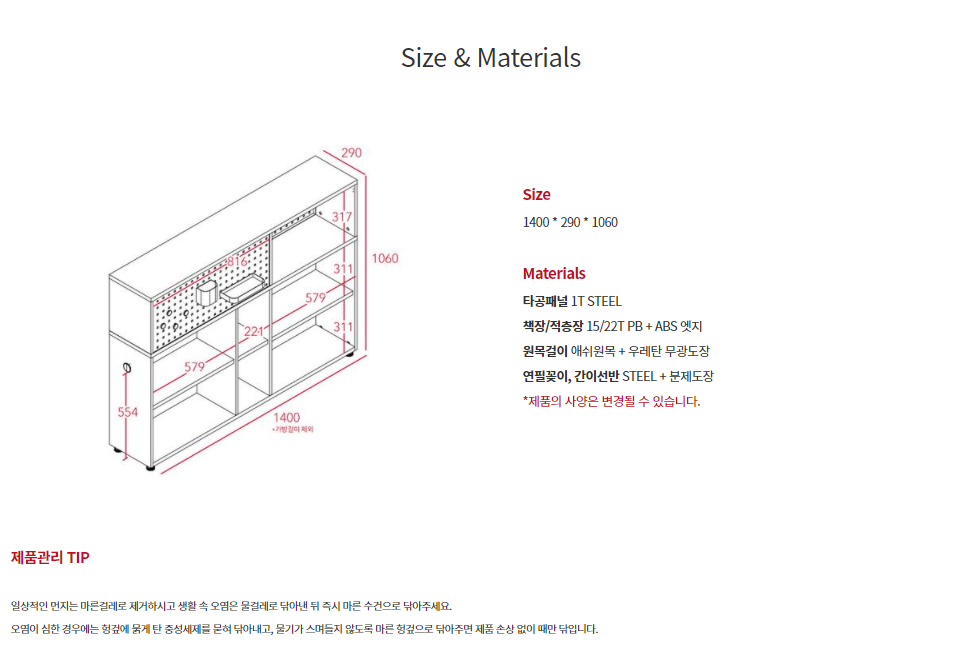 Size & Materials
290
317
1060
816
311
579
221
311
579
554
1400
*가방걸이 제외
Size
1400 * 290 * 1060
Materials
타공패널 1T STEEL
책장/적층장 15/22T PB + ABS 엣지
원목걸이 애쉬원목 + 우레탄 무광도장
연필꽂이, 간이선반 STEEL + 분체도장
*제품의 사양은 변경될 수 있습니다.
제품관리 TIP
일상적인 먼지는 마른걸레로 제거하시고 생활 속 오염은 물걸레로 닦아낸 뒤 즉시 마른 수건으로 닦아주세요.
오염이 심한 경우에는 헝겊에 묽게 탄 중성세제를 묻혀 닦아내고, 물기가 스며들지 않도록 마른 헝겊으로 닦아주면 제품 손상 없이 때만 닦입니다.